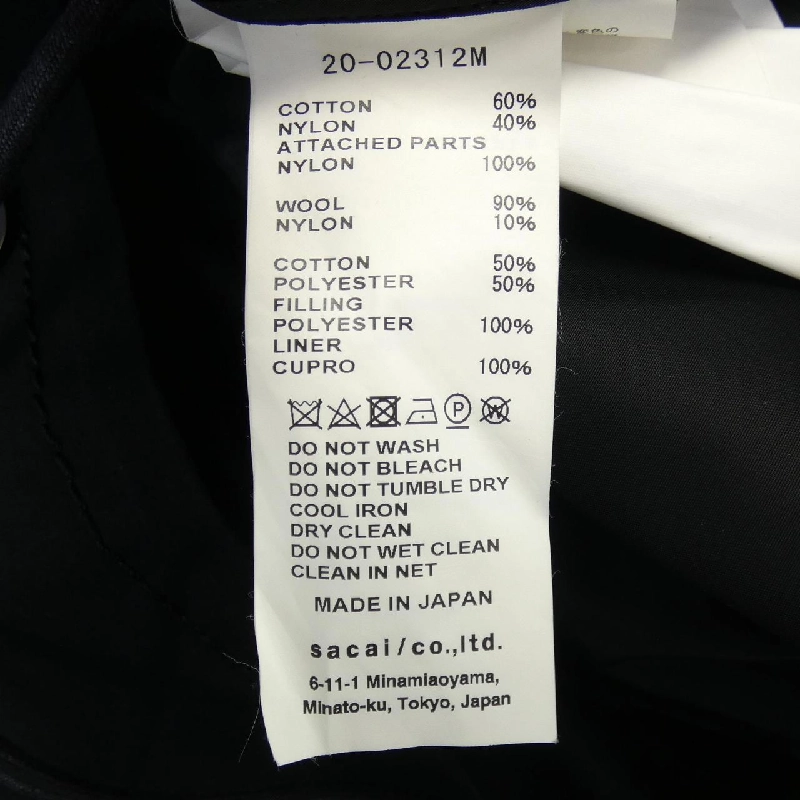 20-02312M
COTTON 60%
NYLON 40%
ATTACHED PARTS
NYLON 100%
WOOL 90%
NYLON 10%
COTTON 50%
POLYESTER 50%
FILLING
POLYESTER 100%
LINER
CUPRO 100%
P W
DO NOT WASH
DO NOT BLEACH
DO NOT TUMBLE DRY
COOL IRON
DRY CLEAN
DO NOT WET CLEAN
CLEAN IN NET
MADE IN JAPAN
sacai/co.,ltd.
6-11-1 Minamiaoyama,
Minato-ku, Tokyo, Japan